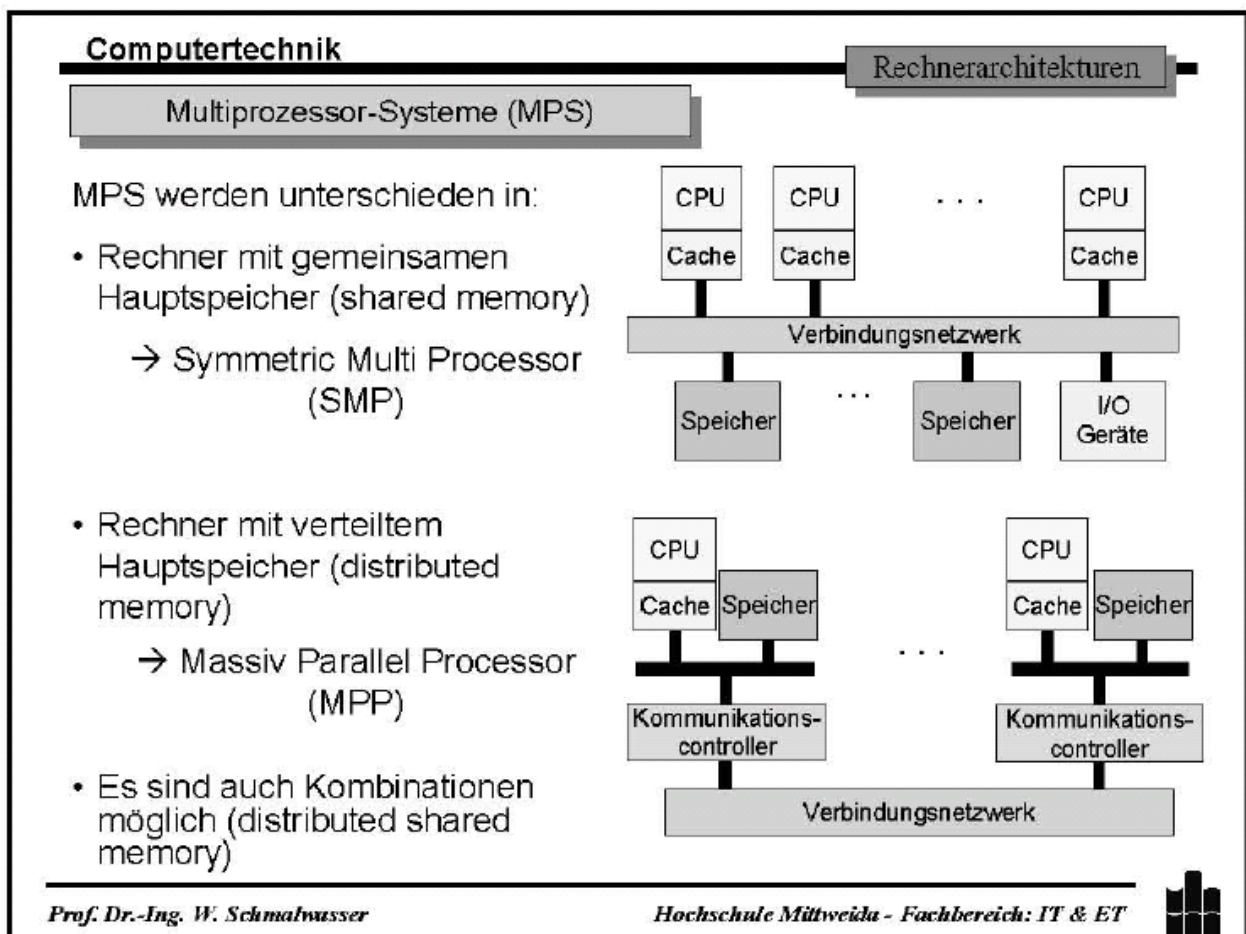 Computertechnik
Rechnerarchitekturen
Multiprozessor-Systeme (MPS)
MPS werden unterschieden in:
• Rechner mit gemeinsamen
Hauptspeicher (shared memory)
→ Symmetric Multi Processor
(SMP)
CPU CPU . . . CPU
Cache Cache Cache
Verbindungsnetzwerk
Speicher ... Speicher I/O
Geräte
• Rechner mit verteiltem
Hauptspeicher (distributed
memory)
→ Massiv Parallel Processor
(MPP)
• Es sind auch Kombinationen
möglich (distributed shared
memory)
CPU CPU
Cache Speicher Cache Speicher
. . .
Kommunikations-
controller
Kommunikations-
controller
Verbindungsnetzwerk
Prof. Dr.-Ing. W. Schmalwasser
Hochschule Mittweida - Fachbereich: IT & ET